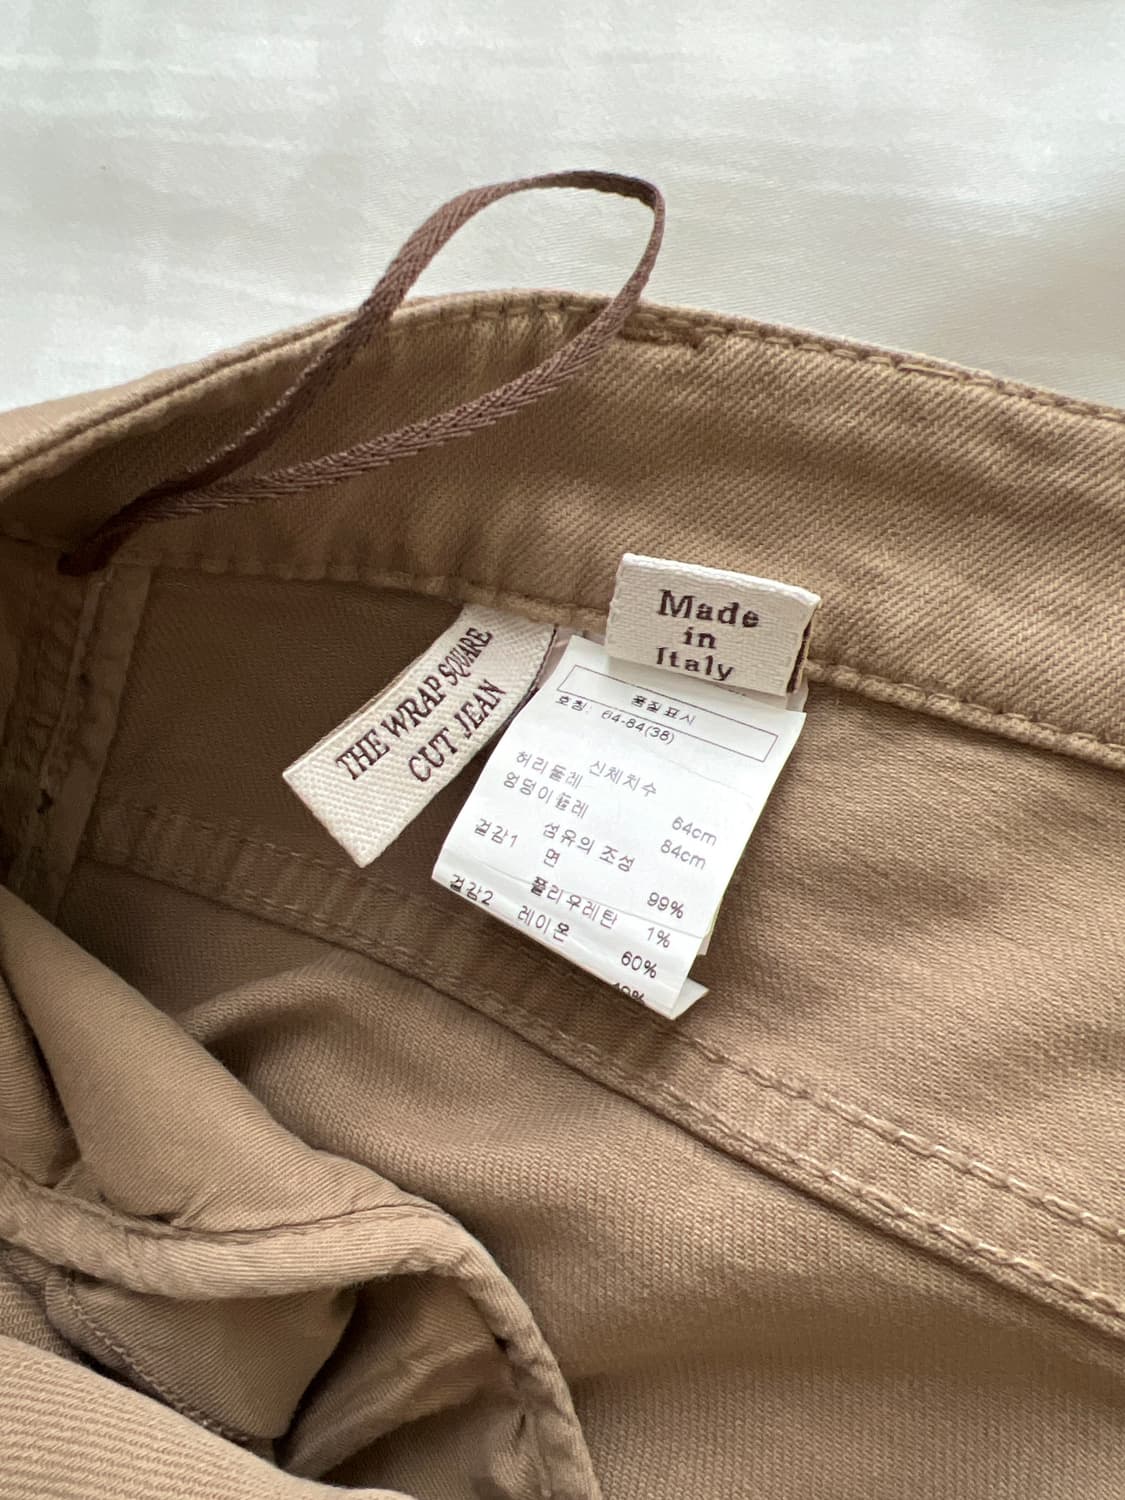 THE WRAP SQUARE
CUT JEAN
Made
in
Italy
품질표시
호칭: 64-84(38)
신체치수
허리둘레 64cm
엉덩이둘레 84cm
섬유의 조성
겉감1 면 99%
폴리우레탄 1%
겉감2 레이온 60%